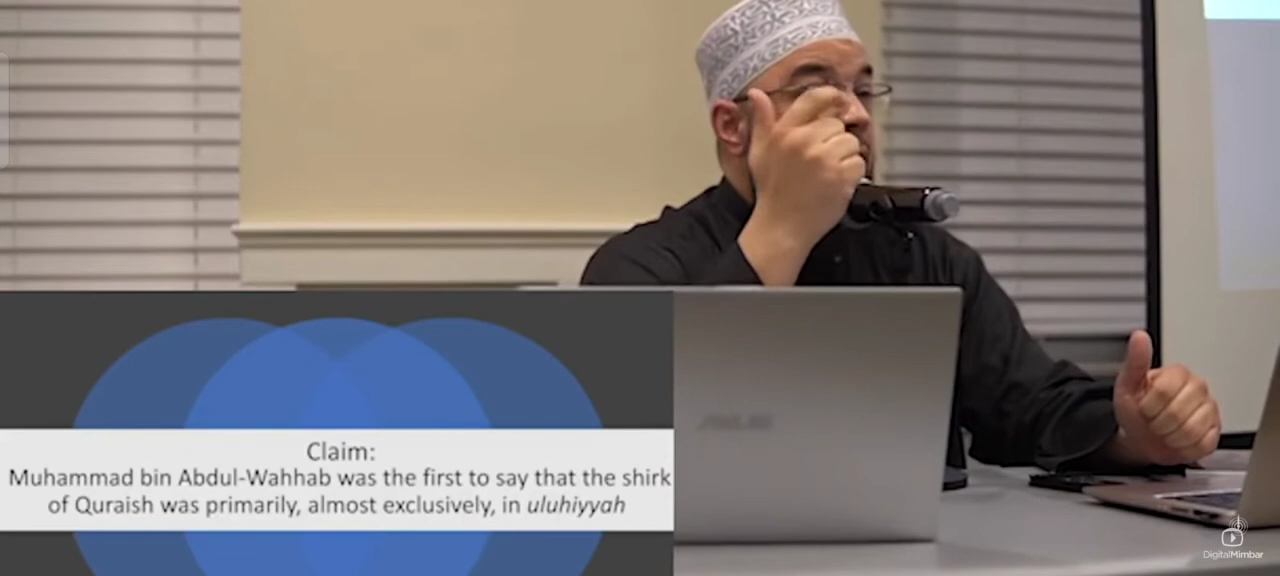 Claim:
Muhammad bin Abdul-Wahhab was the first to say that the shirk
of Quraish was primarily, almost exclusively, in uluhiyyah
DigitalMimbar